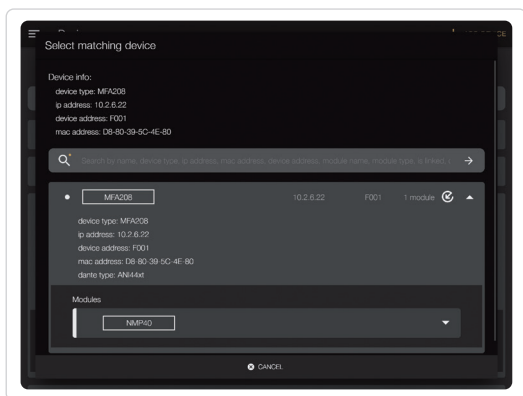 Select matching device
Device info:
device type: MFA208
ip address: 10.2.6.22
device address: F001
mac address: D8-80-39-5C-4E-80
Search by name, device type, ip address, mac address, device address, module name, module type, is linked,
MFA208 10.2.6.22 F001 1 module
device type: MFA208
ip address: 10.2.6.22
device address: F001
mac address: D8-80-39-5C-4E-80
dante type: ANI44xt
Modules
NMP40
CANCEL